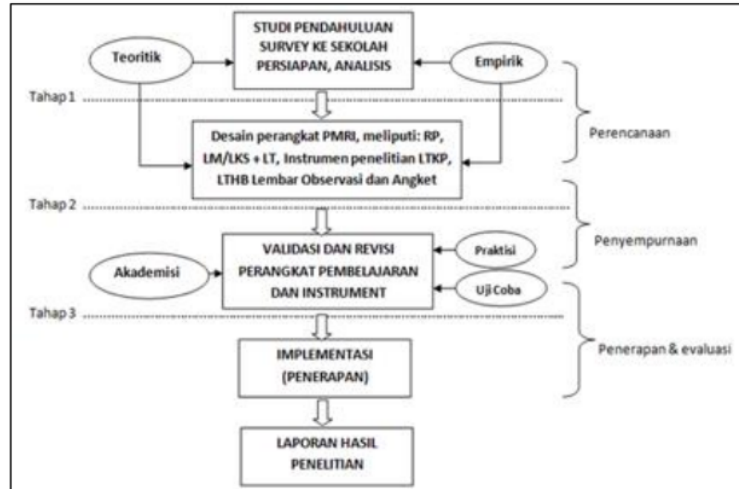 STUDI PENDAHULUAN
SURVEY KE SEKOLAH
PERSIAPAN, ANALISIS
Teoritik
Empirik
Tahap 1
Desain perangkat PMRI, meliputi: RP,
LM/LKS + LT, Instrumen penelitian LTKP,
LTHB Lembar Observasi dan Angket
Perencanaan
Tahap 2
VALIDASI DAN REVISI
PERANGKAT PEMBELAJARAN
DAN INSTRUMENT
Praktisi
Penyempurnaan
Akademisi
Uji Coba
Tahap 3
IMPLEMENTASI
(PENERAPAN)
Penerapan & evaluasi
LAPORAN HASIL
PENELITIAN